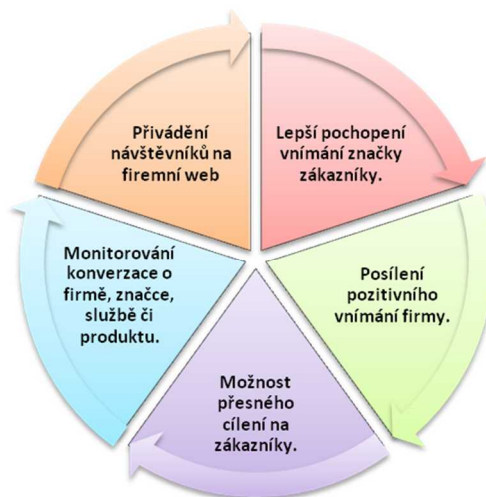 Přivádění
návštěvníků na
firemní web
Lepší pochopení
vnímání značky
zákazníky.
Posílení
pozitivního
vnímání firmy.
Možnost
přesného
cílení na
zákazníky.
Monitorování
konverzace o
firmě, značce,
službě či
produktu.